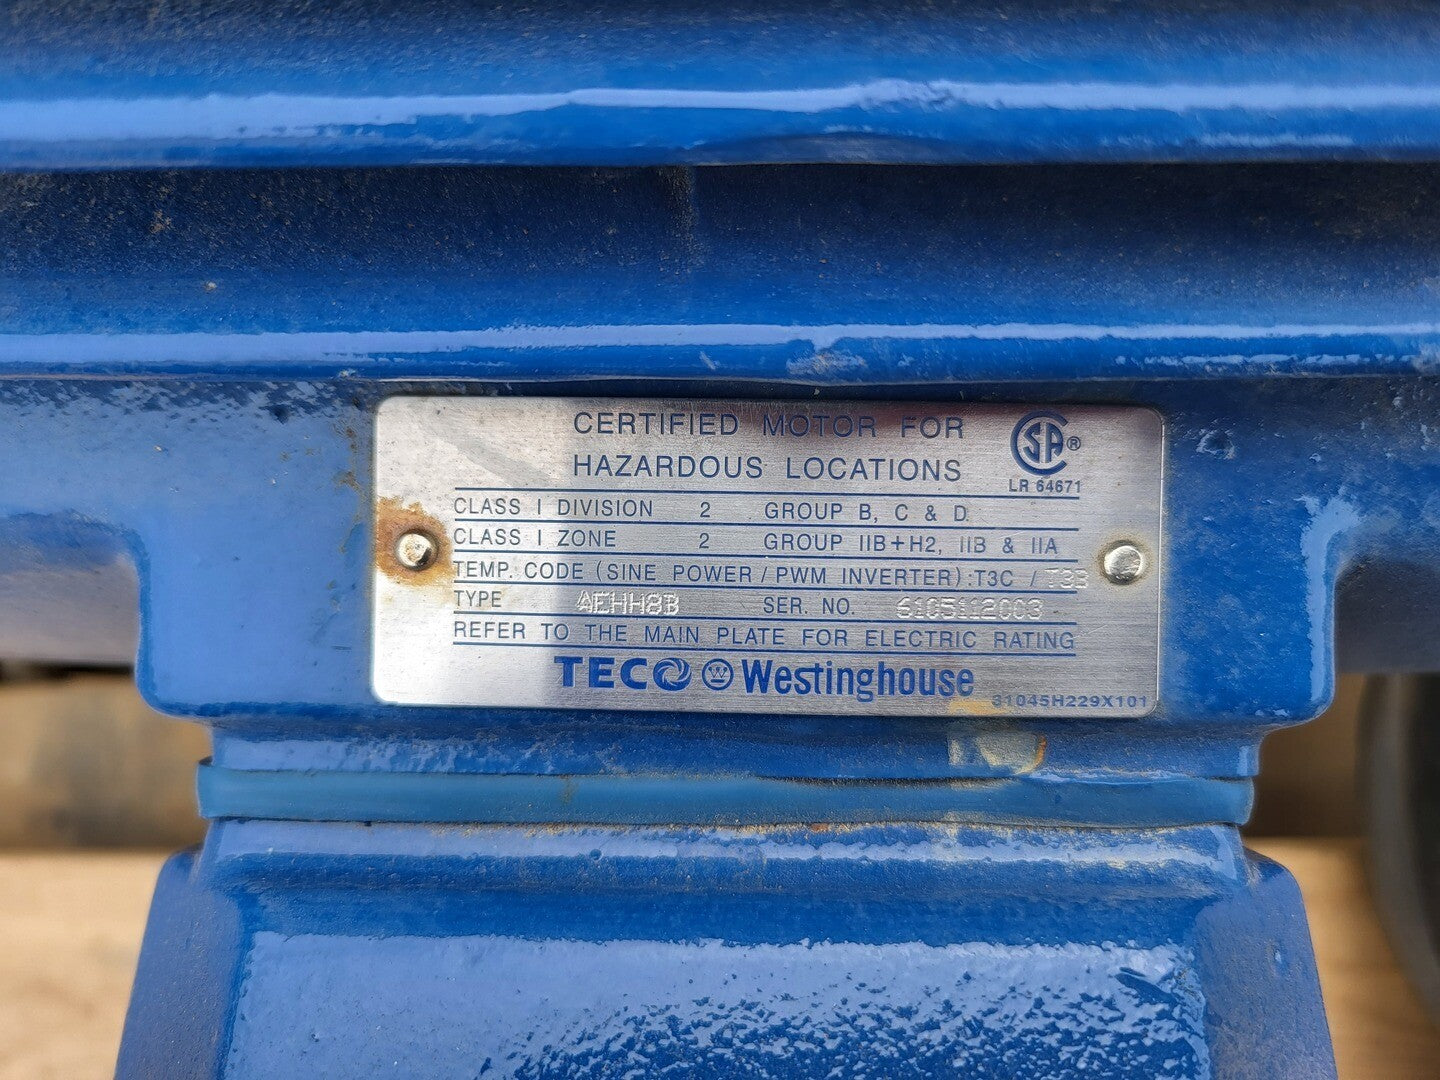 CERTIFIED MOTOR FOR
HAZARDOUS LOCATIONS
CSA®
LR 64671
CLASS I DIVISION 2 GROUP B, C & D
CLASS I ZONE 2 GROUP IIB+H2, IIB & IIA
TEMP. CODE (SINE POWER / PWM INVERTER):T3C / T3B
TYPE AEHH8B SER. NO. 6105112003
REFER TO THE MAIN PLATE FOR ELECTRIC RATING
TECO W Westinghouse
31045H229X101